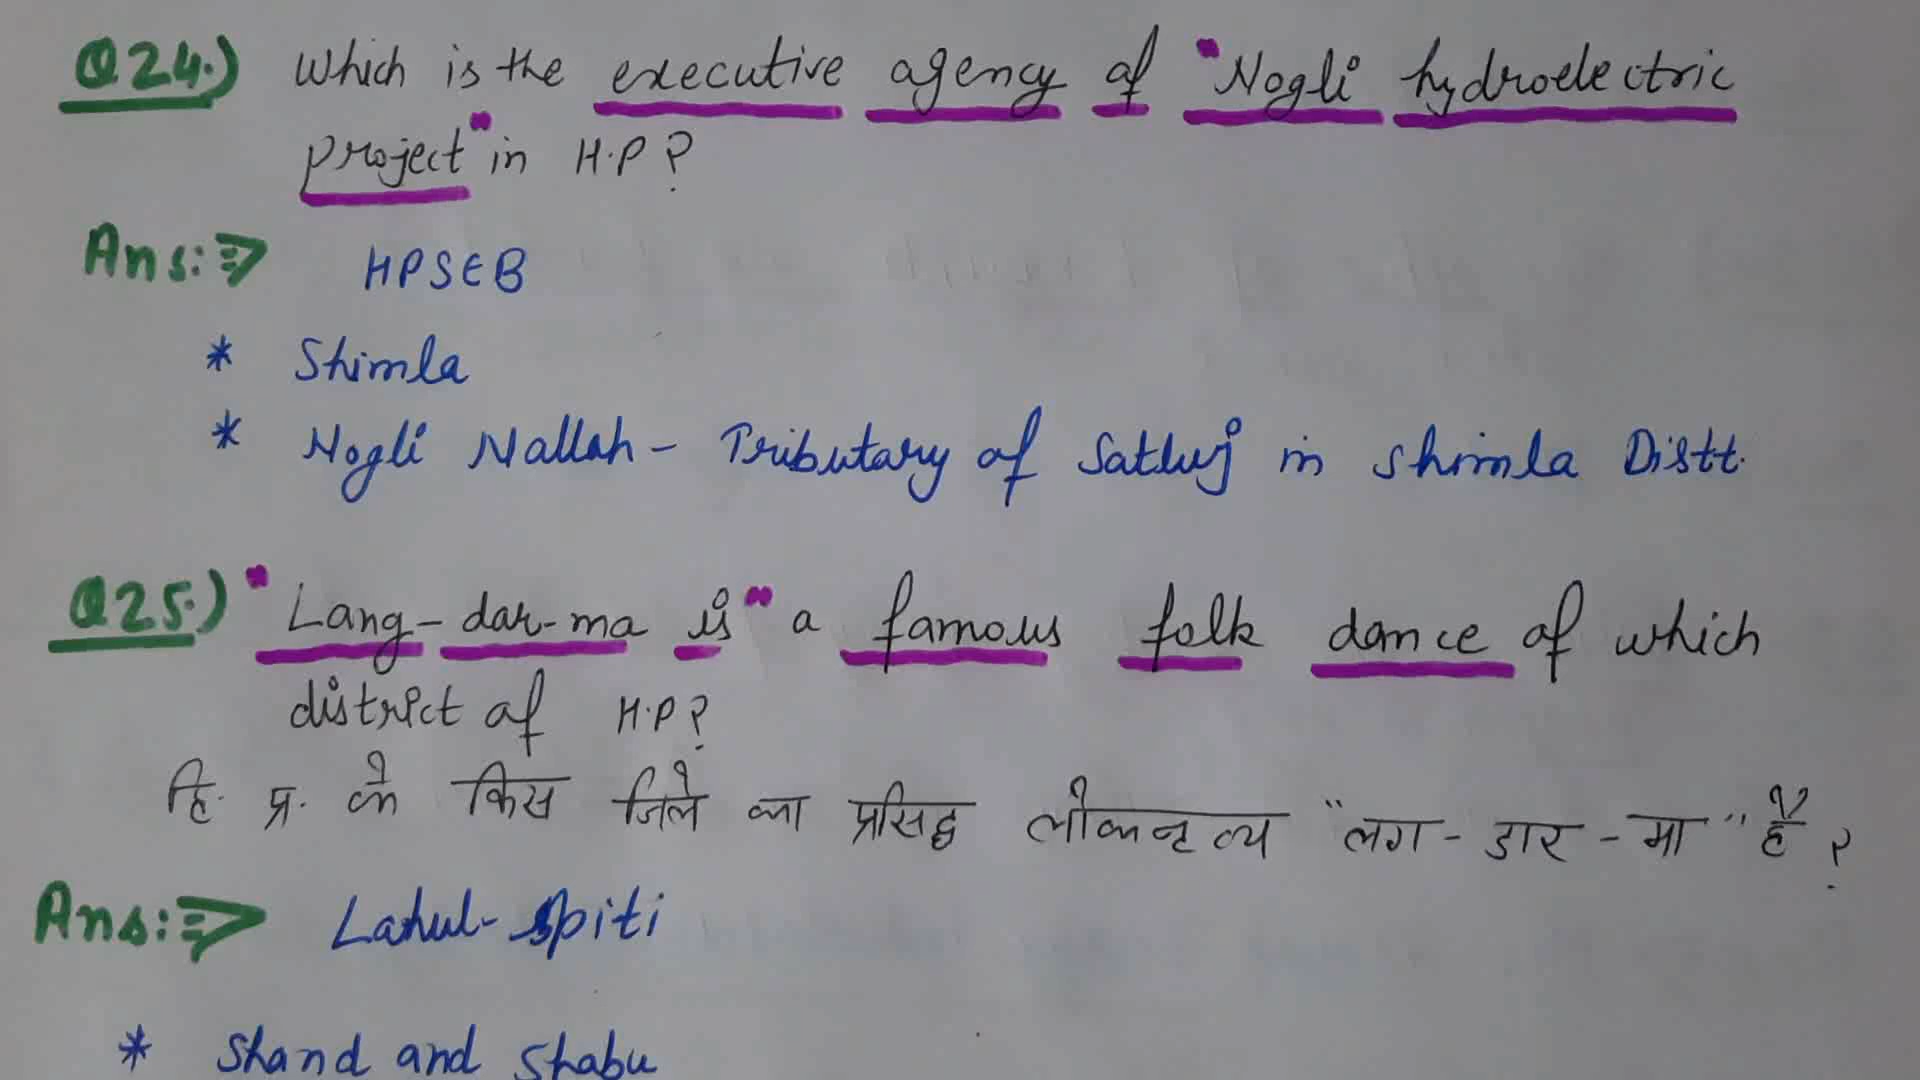 Q24.) Which is the executive agency of "Nogli hydroelectric
project" in H.P?
Ans:⇒ HPSEB
* Shimla
* Nogli Nallah - Tributary of Satluj in Shimla Distt.
Q25.) "Lang-dar-ma is" a famous folk dance of which
district of H.P?
हि. प्र. के किस जिले का प्रसिद्ध लोकनृत्य "लग - डार - मा" है ?
Ans:⇒ Lahul-Spiti
* Shand and Shabu